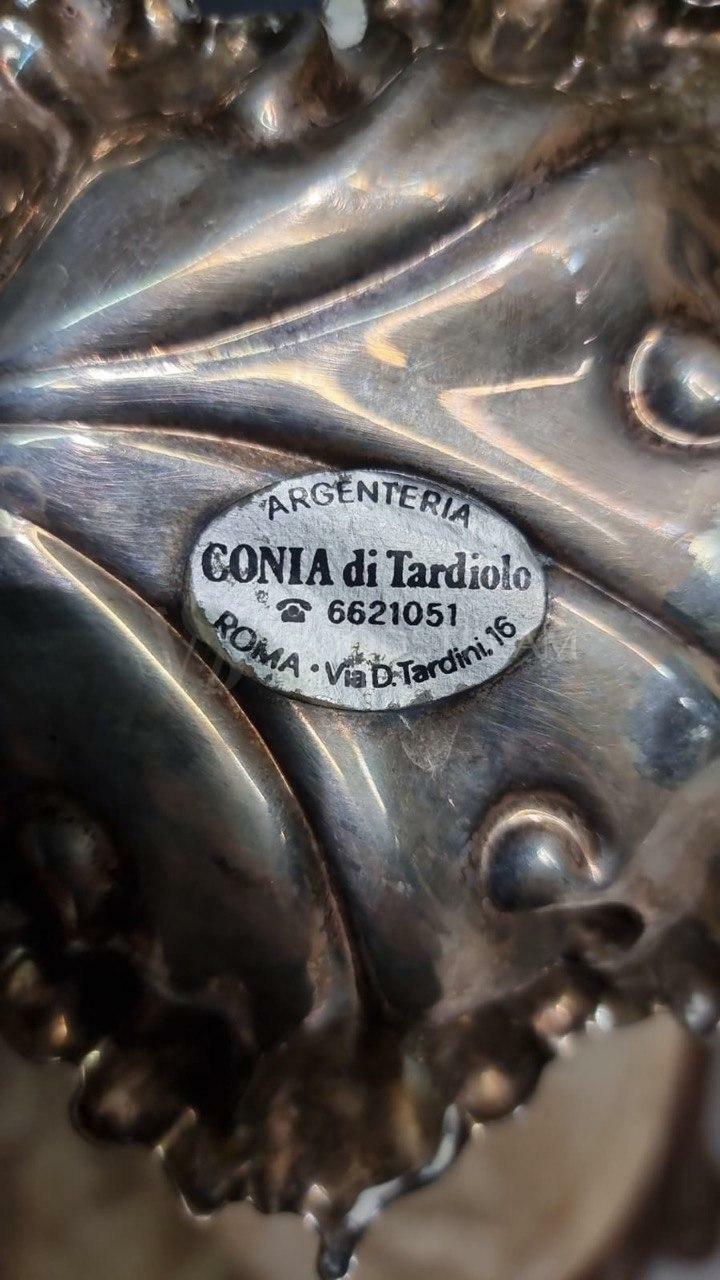 ARGENTERIA
CONIA di Tardiolo
☎ 6621051
ROMA · Via D. Tardini, 16